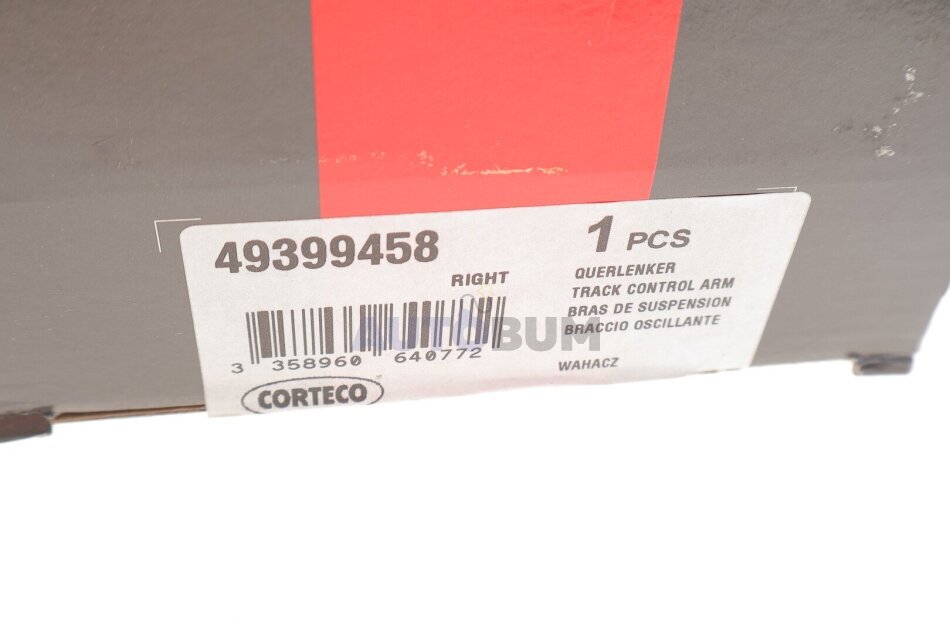 49399458
RIGHT
3 358960 640772
CORTECO
1 PCS
QUERLENKER
TRACK CONTROL ARM
BRAS DE SUSPENSION
BRACCIO OSCILLANTE
WAHACZ
AUTOBUM